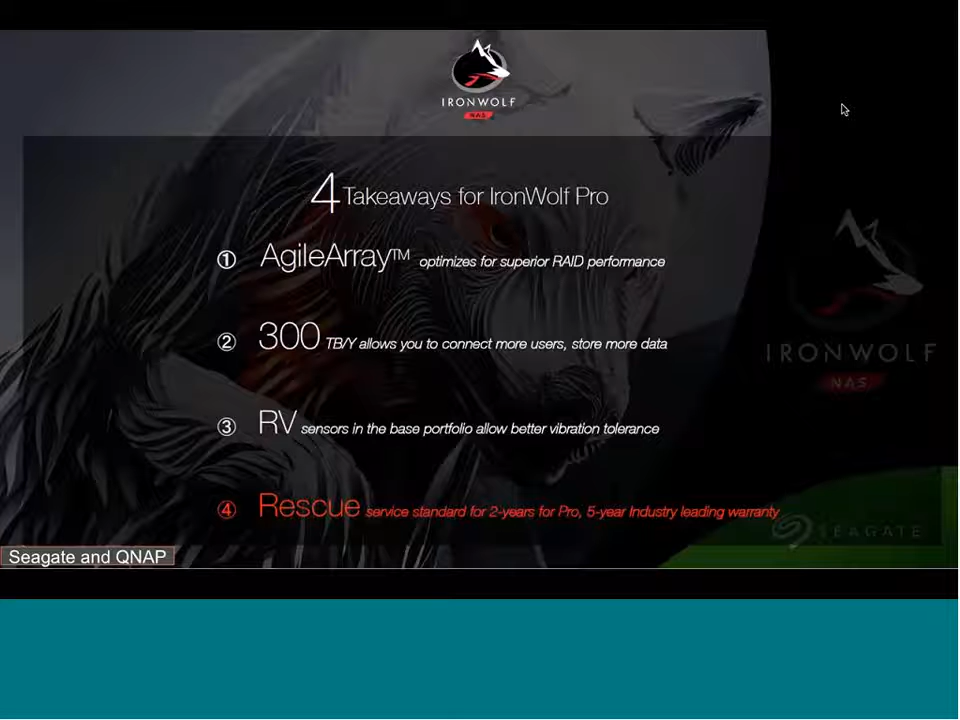 IRONWOLF
NAS
4 Takeaways for IronWolf Pro
① AgileArray™ optimizes for superior RAID performance
② 300 TB/Y allows you to connect more users, store more data
③ RV sensors in the base portfolio allow better vibration tolerance
④ Rescue service standard for 2-years for Pro, 5-year Industry leading warranty
IRONWOLF
NAS
SEAGATE
Seagate and QNAP